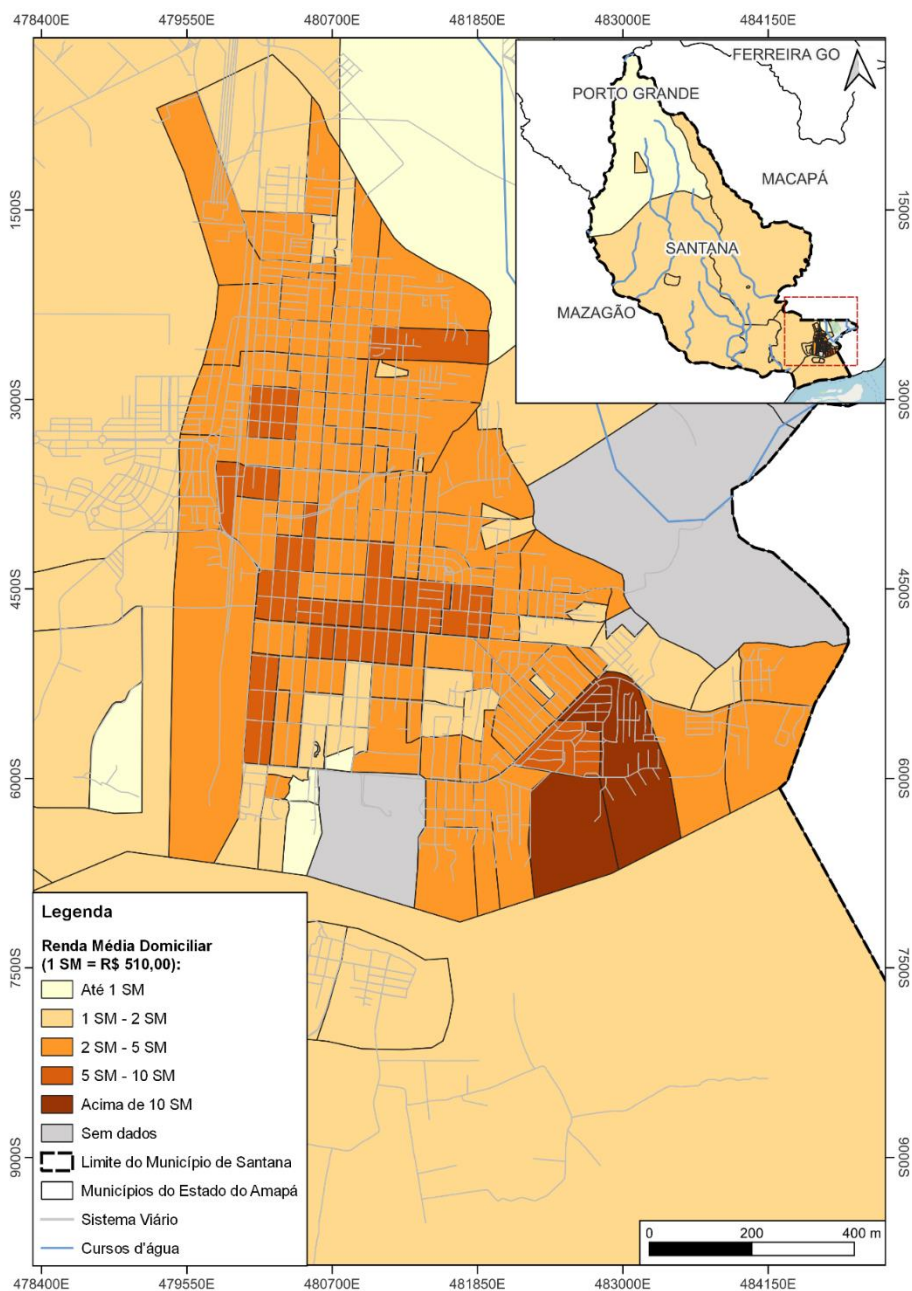 478400E 479550E 480700E 481850E 483000E 484150E
FERREIRA GO
PORTO GRANDE
MACAPÁ
SANTANA
MAZAGÃO
1500S 1500S
3000S 3000S
4500S 4500S
6000S 6000S
7500S 7500S
9000S 9000S
Legenda
Renda Média Domiciliar
(1 SM = R$ 510,00):
Até 1 SM
1 SM - 2 SM
2 SM - 5 SM
5 SM - 10 SM
Acima de 10 SM
Sem dados
Limite do Município de Santana
Municípios do Estado do Amapá
Sistema Viário
Cursos d'água
0 200 400 m
478400E 479550E 480700E 481850E 483000E 484150E